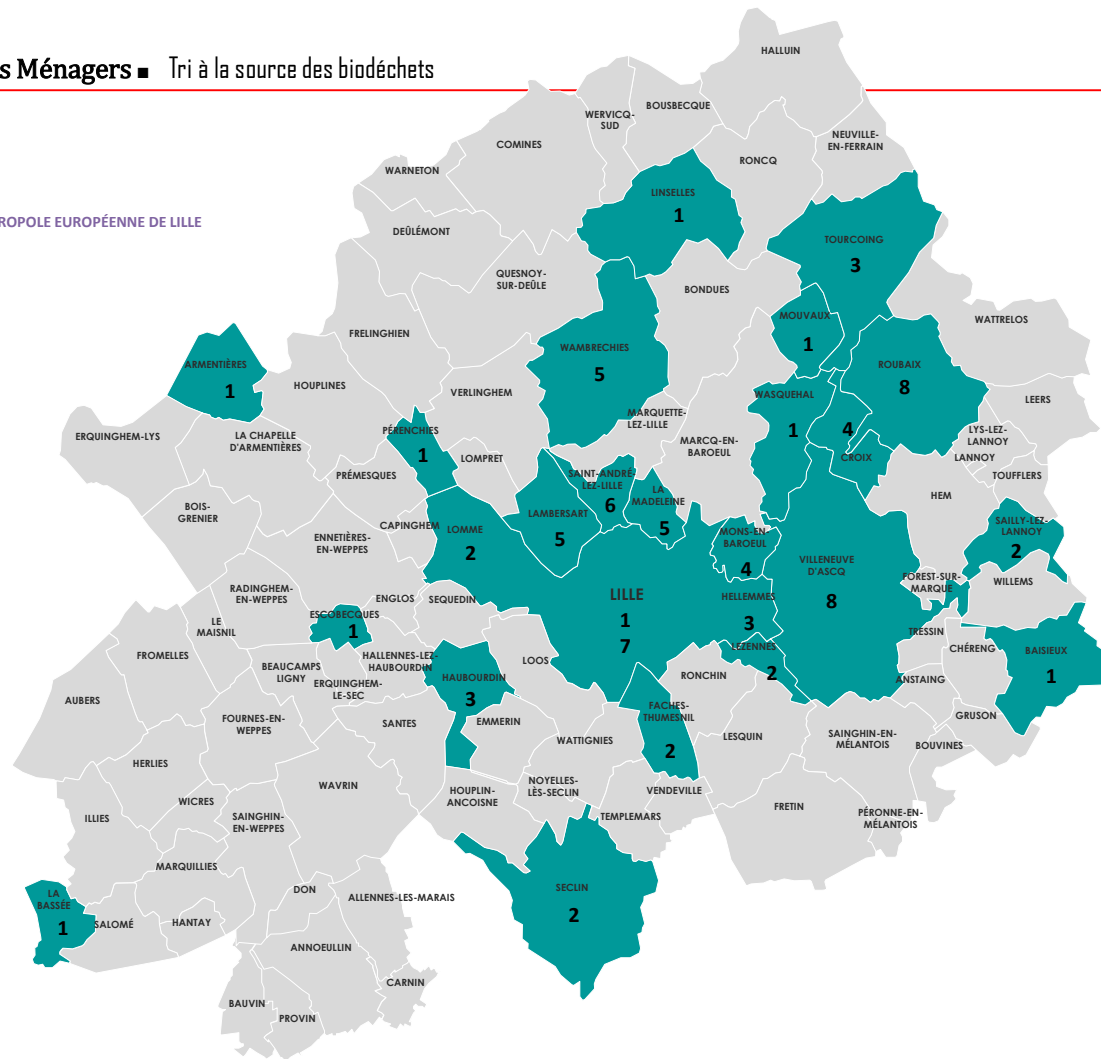 s Ménagers ■ Tri à la source des biodéchets
ROPOLE EUROPÉENNE DE LILLE
HALLUIN
BOUSBECQUE
WERVICQ-
SUD
NEUVILLE-
EN-FERRAIN
COMINES
RONCQ
WARNETON
LINSELLES
1
DEÛLÉMONT
TOURCOING
3
QUESNOY-
SUR-DEÛLE
BONDUES
MOUVAUX
1
WATTRELOS
FRELINGHIEN
WAMBRECHIES
5
ROUBAIX
8
ARMENTIÈRES
1
HOUPLINES
VERLINGHEM
WASQUEHAL
1
LEERS
MARQUETTE-
LEZ-LILLE
4
CROIX
LYS-LEZ-
LANNOY
ERQUINGHEM-LYS
LA CHAPELLE
D'ARMENTIÈRES
PÉRENCHIES
1
MARCQ-EN-
BAROEUL
LANNOY
LOMPRET
PRÉMESQUES
SAINT-ANDRÉ-
LEZ-LILLE
6
LA
MADELEINE
5
TOUFFLERS
HEM
BOIS-
GRENIER
CAPINGHEM
LOMME
2
LAMBERSART
5
SAILLY-LEZ-
LANNOY
2
ENNETIÈRES-
EN-WEPPES
MONS-EN-
BAROEUL
4
VILLENEUVE
D'ASCQ
8
FOREST-SUR-
MARQUE
WILLEMS
RADINGHEM-
EN-WEPPES
ENGLOS
SEQUEDIN
LILLE
1
7
HELLEMMES
3
ESCOBECQUES
1
LE
MAISNIL
TRESSIN
LEZENNES
2
CHÉRENG
BAISIEUX
1
FROMELLES
HALLENNES-LEZ-
HAUBOURDIN
LOOS
BEAUCAMPS
LIGNY
ERQUINGHEM-
LE-SEC
HAUBOURDIN
3
RONCHIN
ANSTAING
AUBERS
FACHES-
THUMESNIL
2
GRUSON
FOURNES-EN-
WEPPES
SANTES
EMMERIN
WATTIGNIES
LESQUIN
SAINGHIN-EN-
MÉLANTOIS
BOUVINES
HERLIES
WAVRIN
HOUPLIN-
ANCOISNE
NOYELLES-
LÈS-SECLIN
VENDEVILLE
WICRES
FRETIN
ILLIES
SAINGHIN-
EN-WEPPES
TEMPLEMARS
PÉRONNE-EN-
MÉLANTOIS
MARQUILLIES
LA
BASSÉE
1
DON
ALLENNES-LES-MARAIS
SECLIN
2
SALOMÉ
HANTAY
ANNOEULLIN
CARNIN
BAUVIN
PROVIN